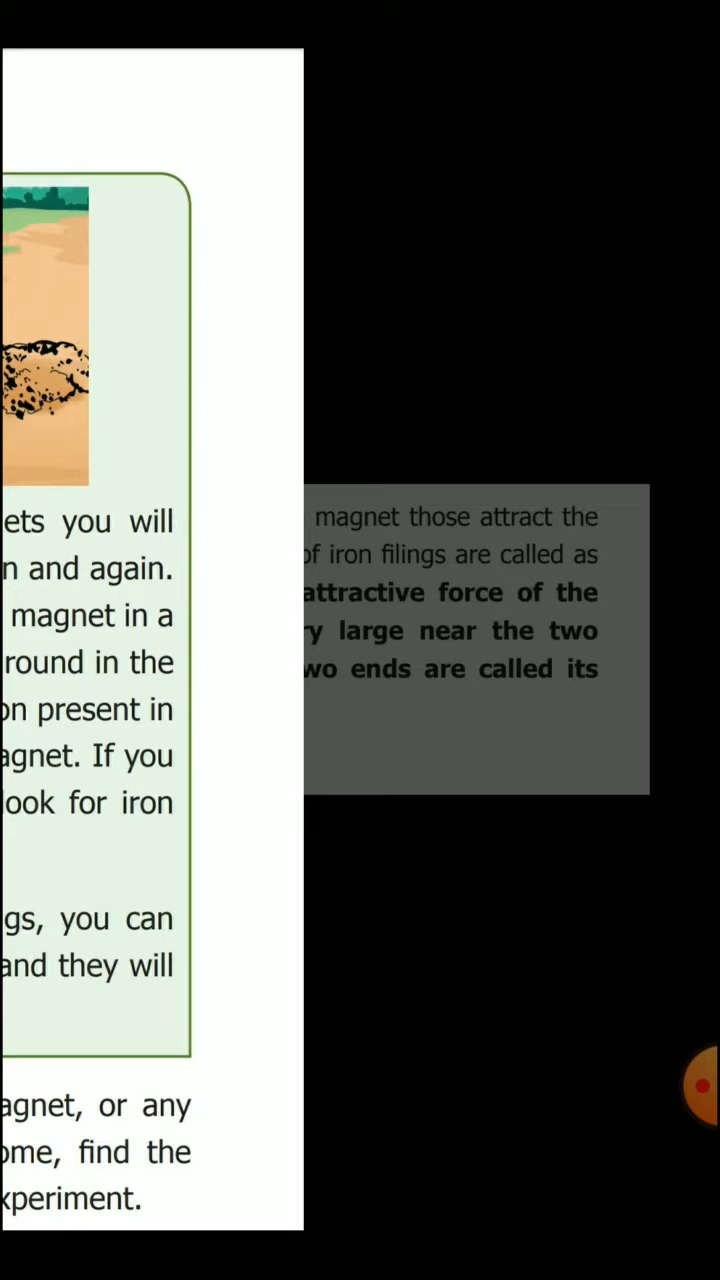 ets you will
n and again.
magnet in a
round in the
on present in
agnet. If you
look for iron
gs, you can
and they will
agnet, or any
ome, find the
xperiment.
magnet those attract the
of iron filings are called as
attractive force of the
ry large near the two
wo ends are called its